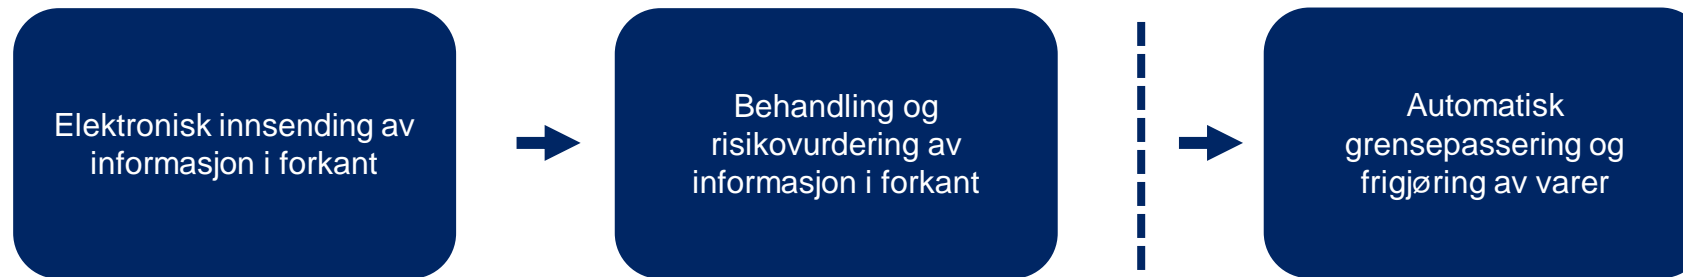 Elektronisk innsending av
informasjon i forkant
Behandling og
risikovurdering av
informasjon i forkant
Automatisk
grensepassering og
frigjøring av varer